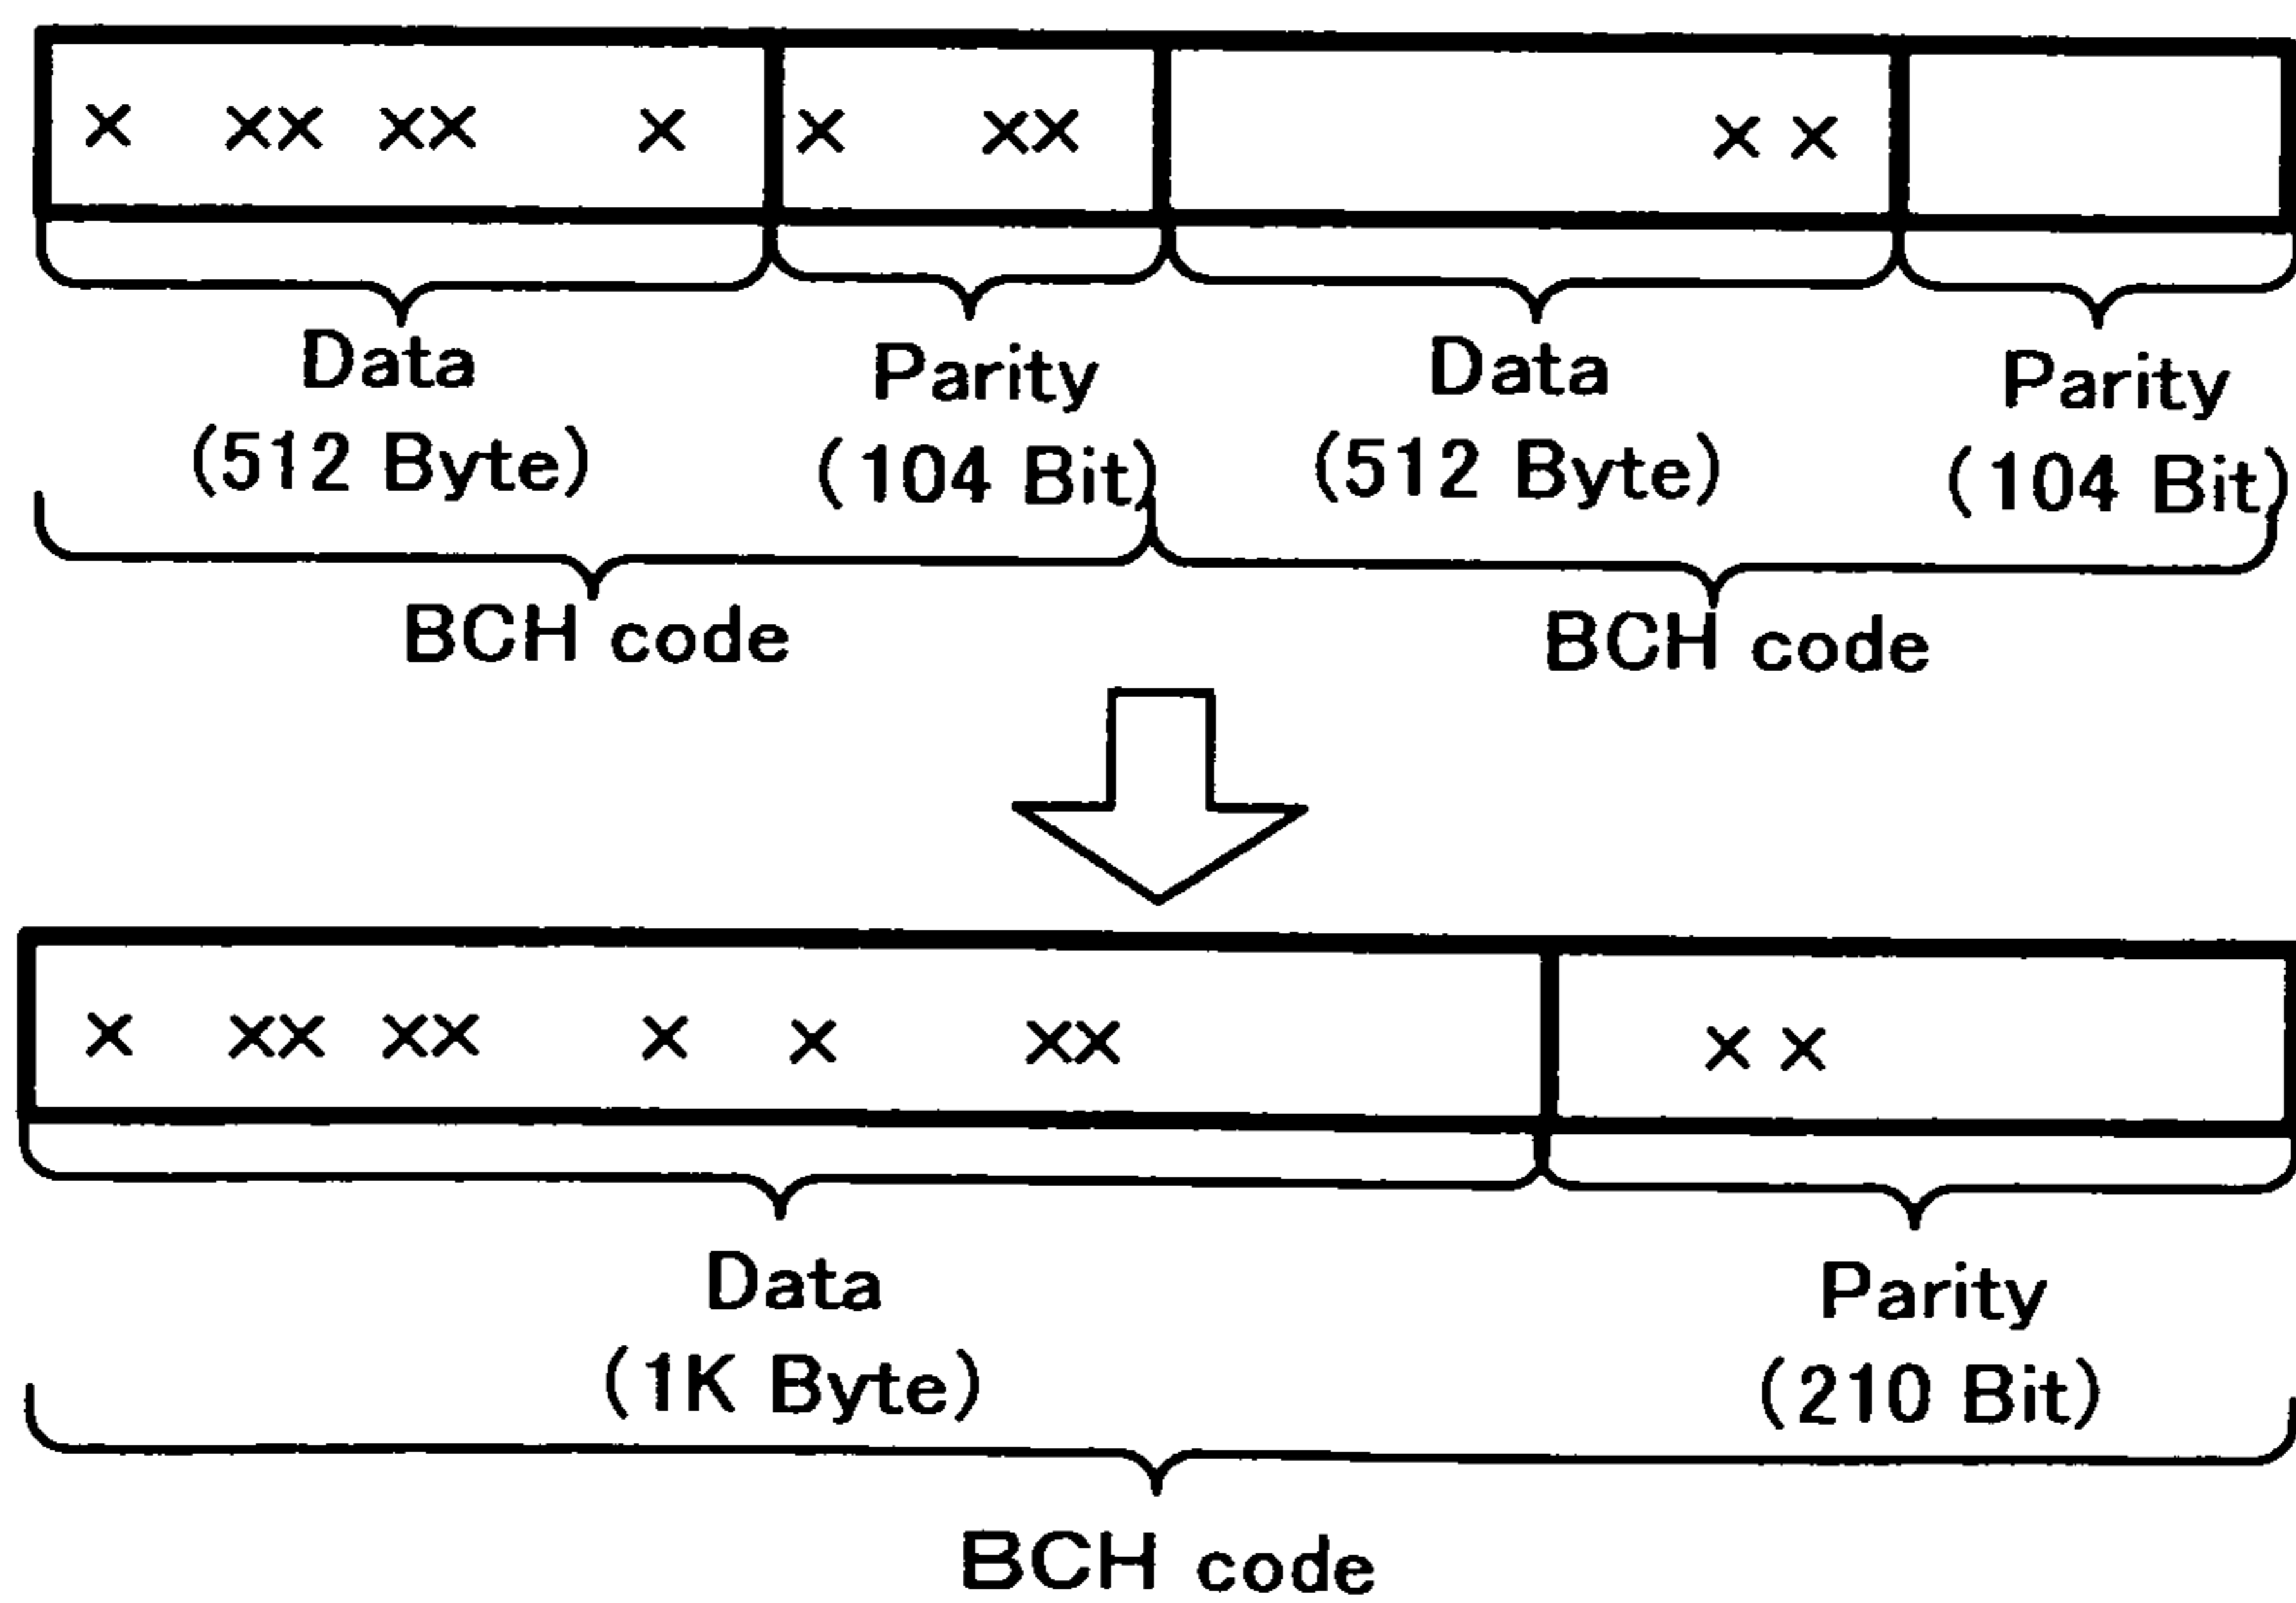 × ×× ×× × × ×× × ×
Data Parity Data Parity
(512 Byte) (104 Bit) (512 Byte) (104 Bit)
BCH code BCH code
× ×× ×× × × ×× × ×
Data Parity
(1K Byte) (210 Bit)
BCH code